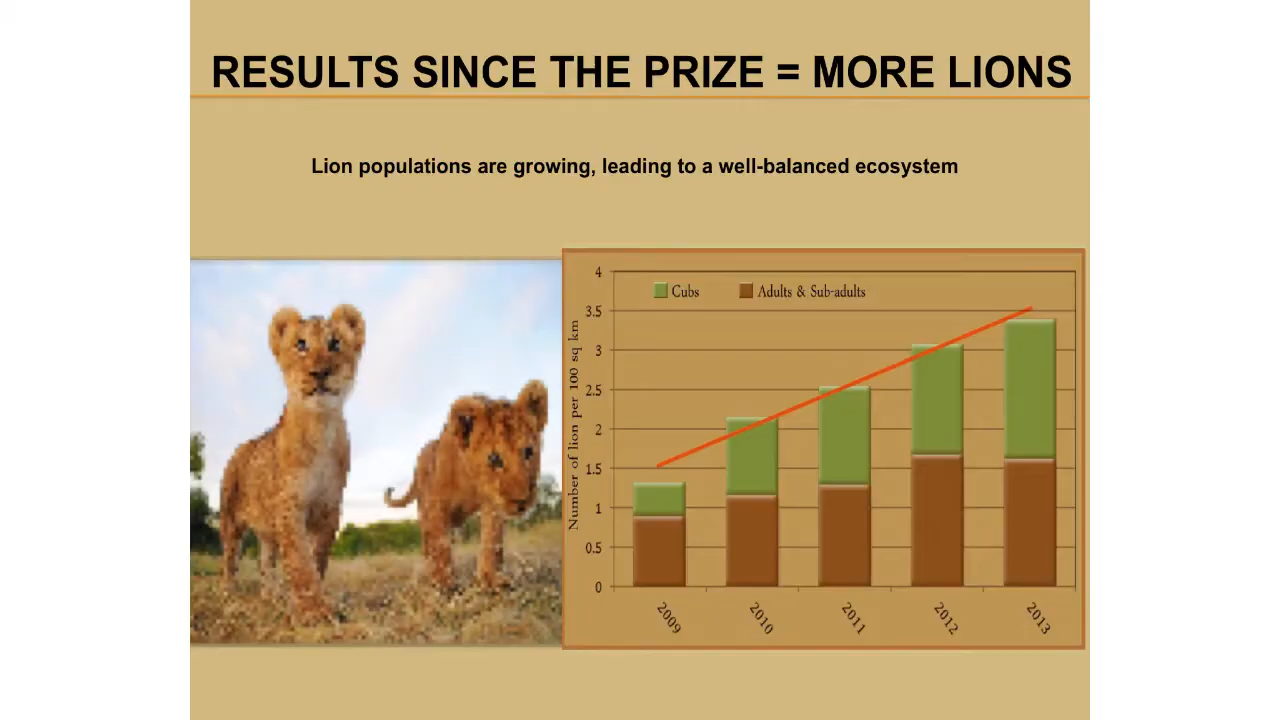 RESULTS SINCE THE PRIZE = MORE LIONS
Lion populations are growing, leading to a well-balanced ecosystem
Cubs
Adults & Sub-adults
Number of lion per 100 sq km
4
3.5
3
2.5
2
1.5
1
0.5
0
2009
2010
2011
2012
2013